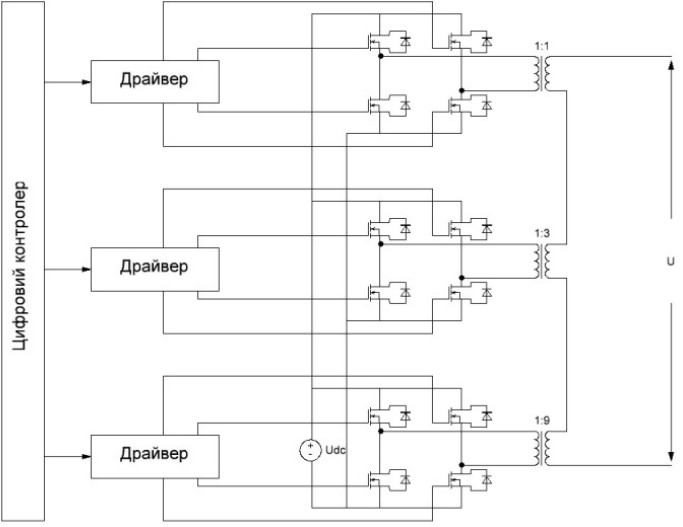 Цифровий контролер
Драйвер
1:1
Драйвер
1:3
U
Драйвер
1:9
+
-
Udc